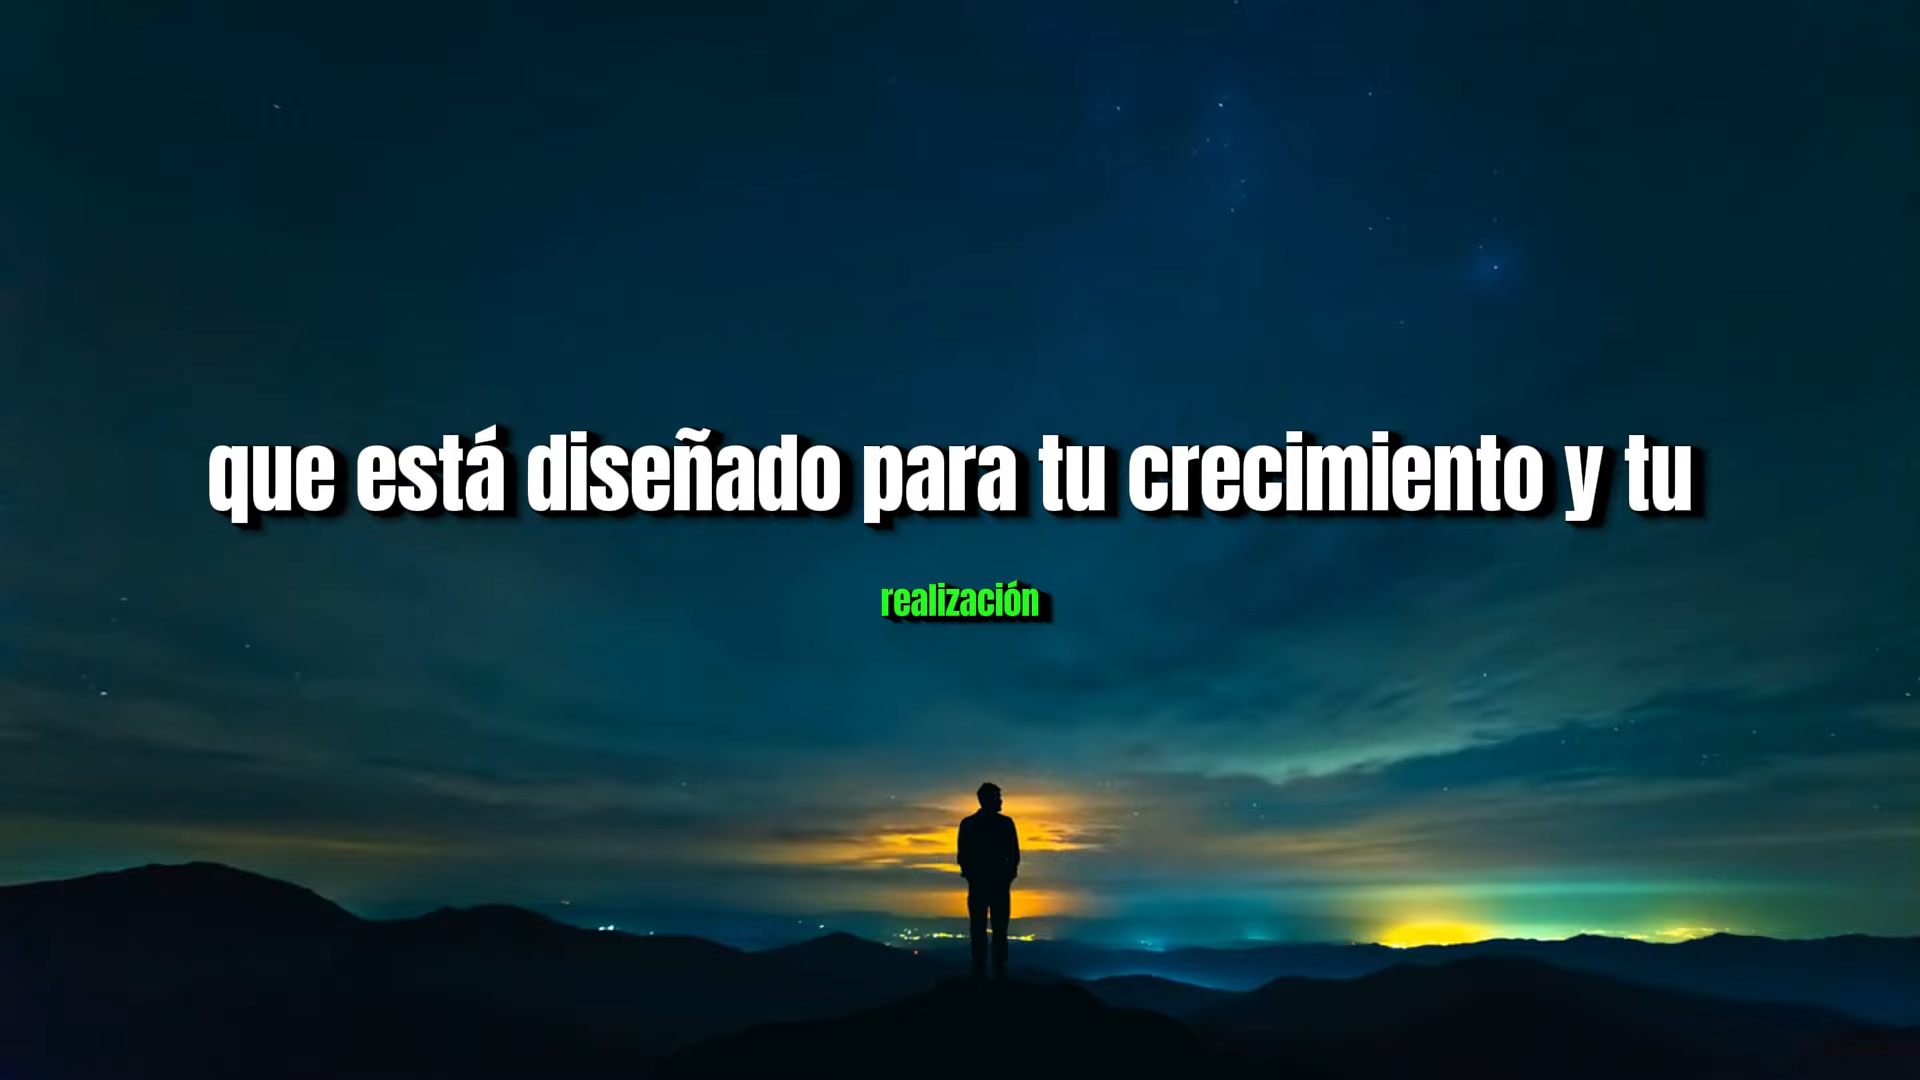 que está diseñado para tu crecimiento y tu
realización